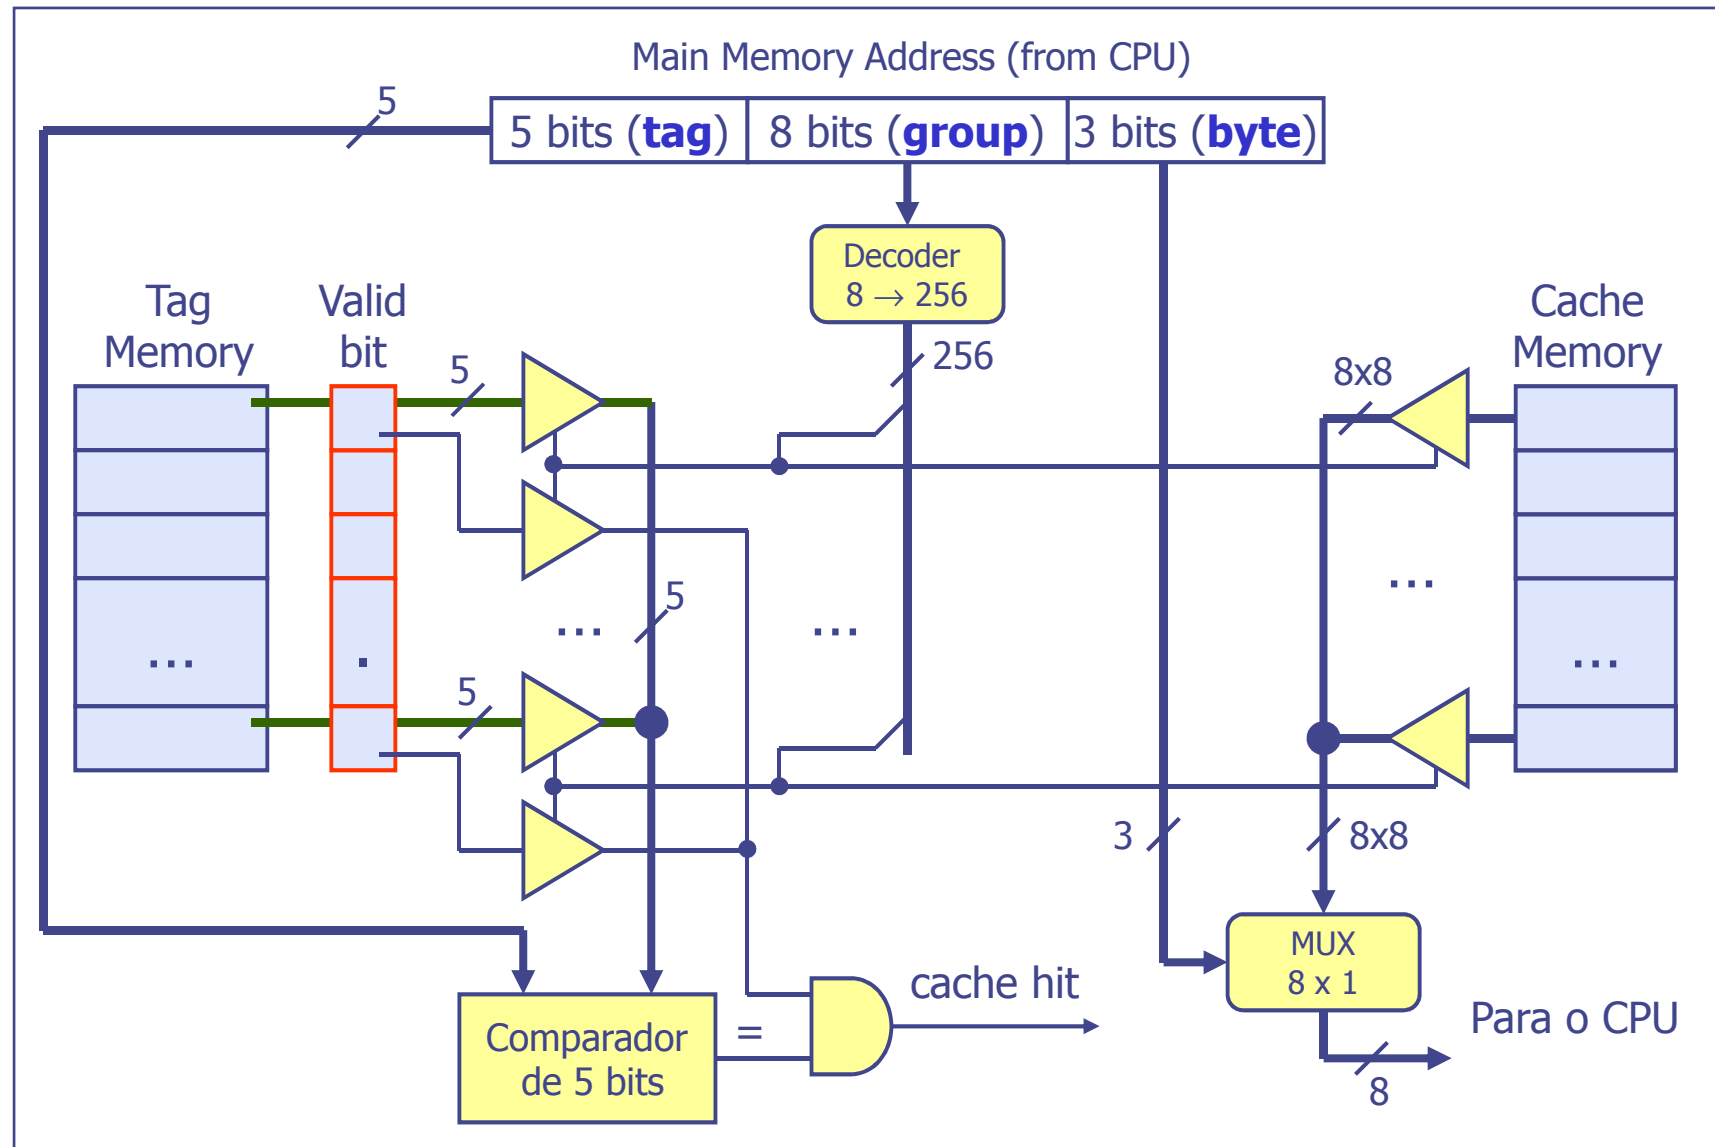 Main Memory Address (from CPU)
5
5 bits (tag) 8 bits (group) 3 bits (byte)
Decoder
8 → 256
Tag
Memory
Valid
bit
Cache
Memory
5
256
8x8
...
5
...
...
...
.
...
5
3
8x8
MUX
8 x 1
cache hit
Comparador
de 5 bits
=
Para o CPU
8